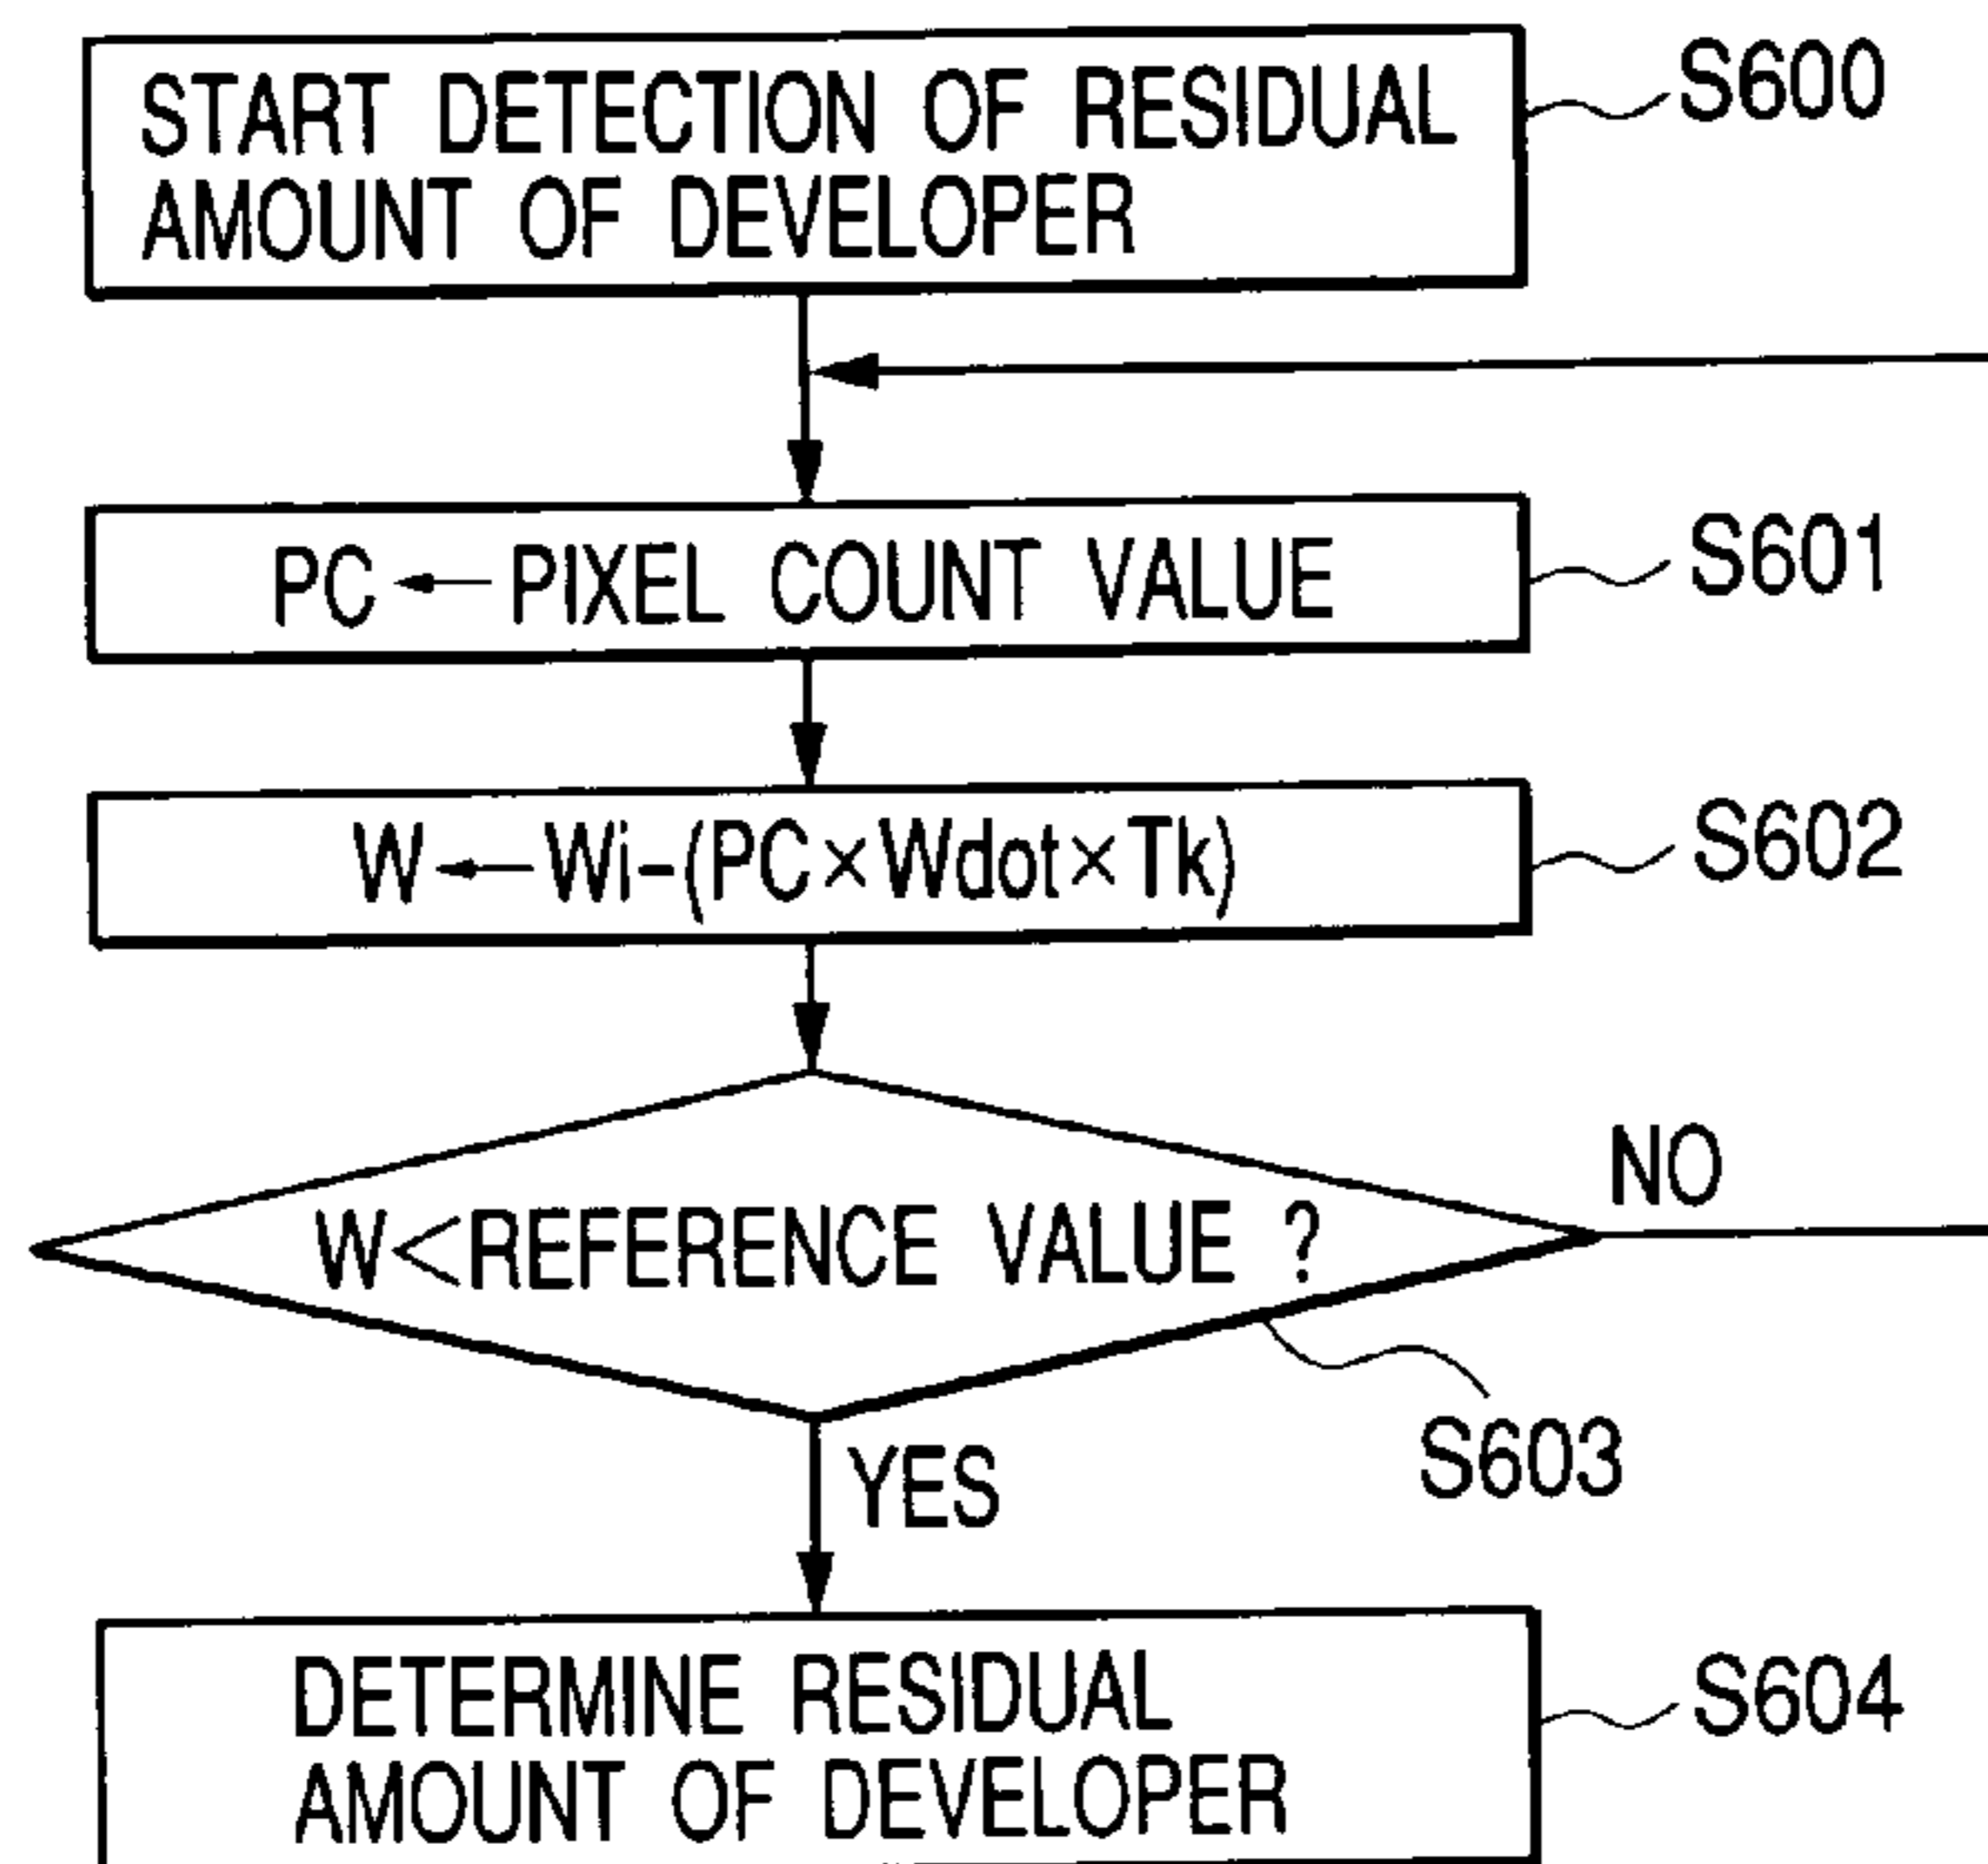 START DETECTION OF RESIDUAL
AMOUNT OF DEVELOPER
S600
PC ← PIXEL COUNT VALUE
S601
W ← Wi-(PC×Wdot×Tk)
S602
W<REFERENCE VALUE ?
NO
S603
YES
DETERMINE RESIDUAL
AMOUNT OF DEVELOPER
S604